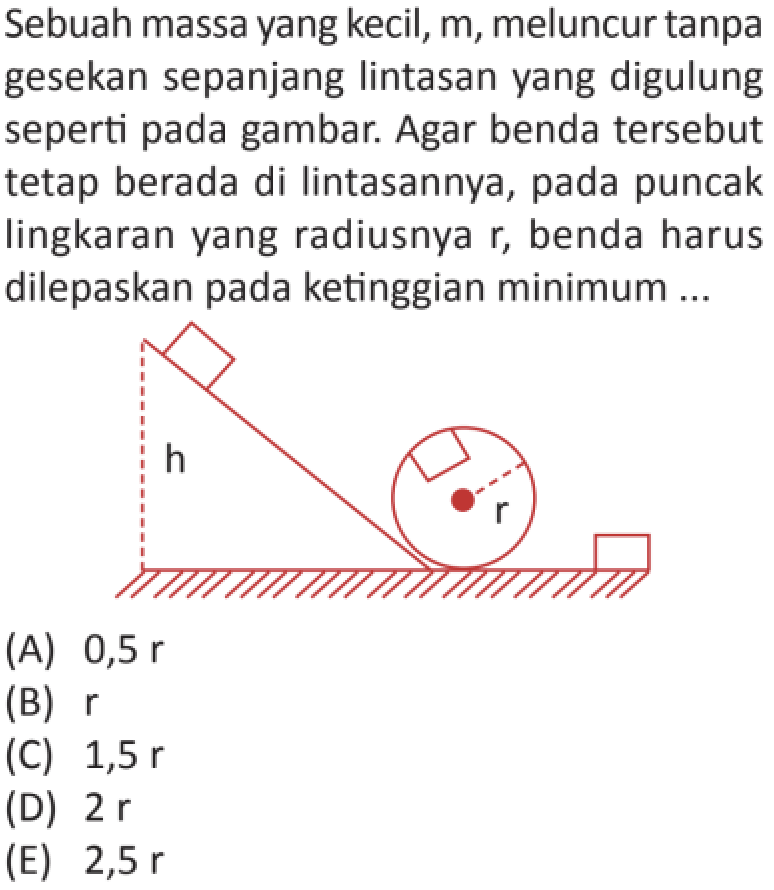 Sebuah massa yang kecil, m, meluncur tanpa
gesekan sepanjang lintasan yang digulung
seperti pada gambar. Agar benda tersebut
tetap berada di lintasannya, pada puncak
lingkaran yang radiusnya r, benda harus
dilepaskan pada ketinggian minimum ...
h
r
(A) 0,5 r
(B) r
(C) 1,5 r
(D) 2 r
(E) 2,5 r